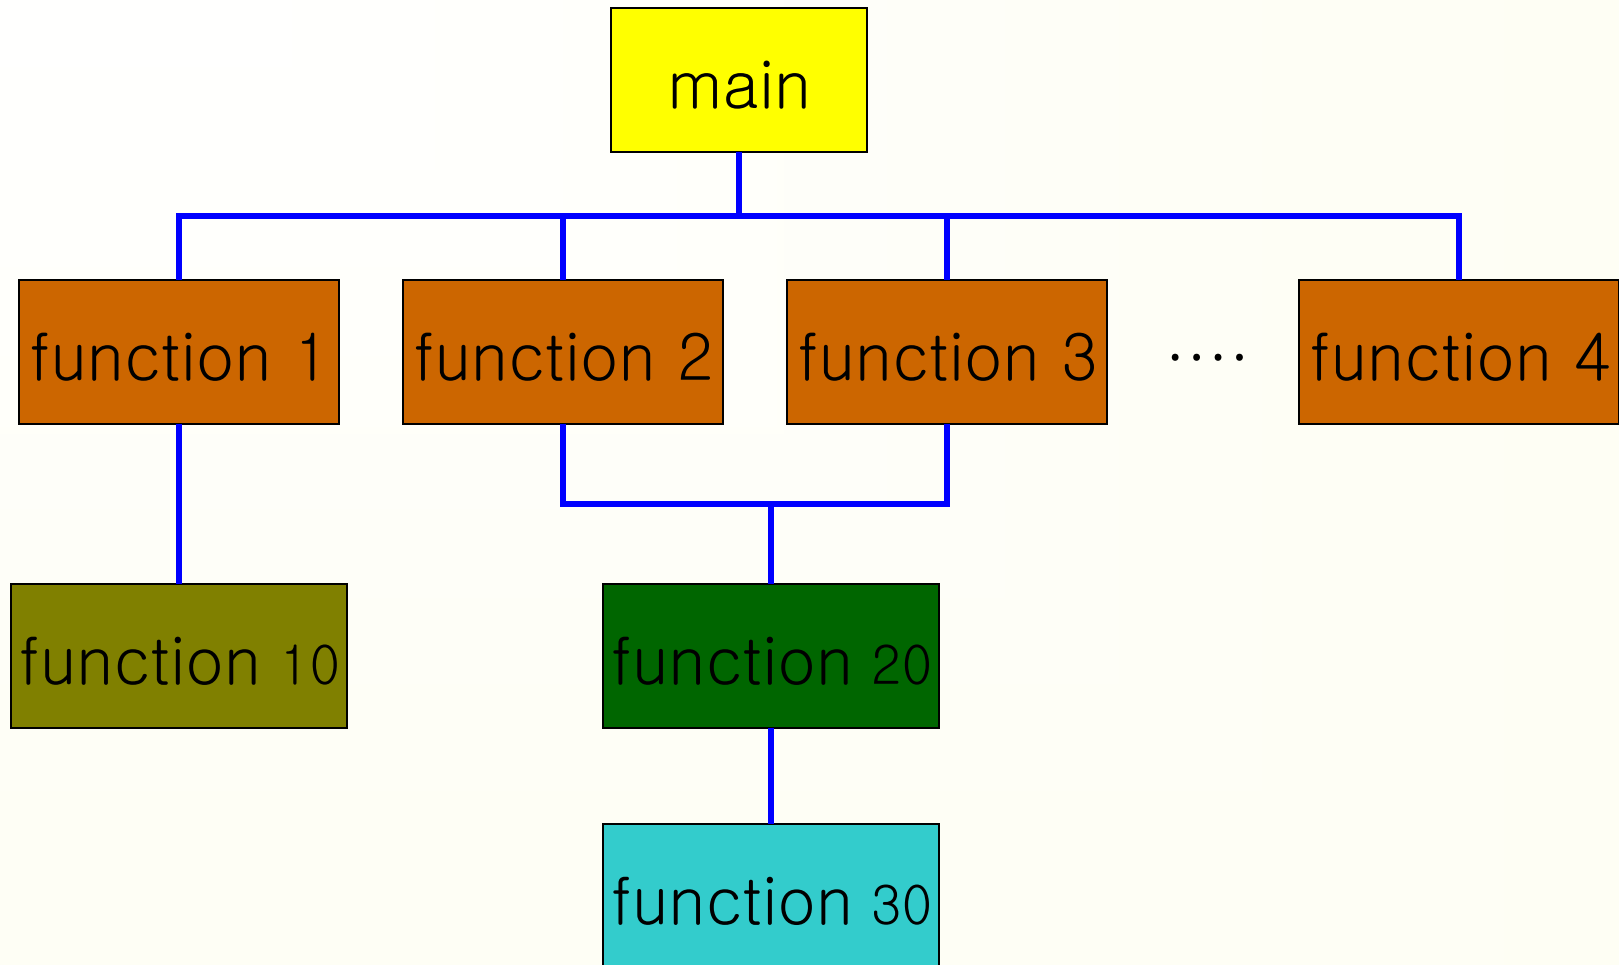 main
function 1
function 2
function 3
....
function 4
function 10
function 20
function 30